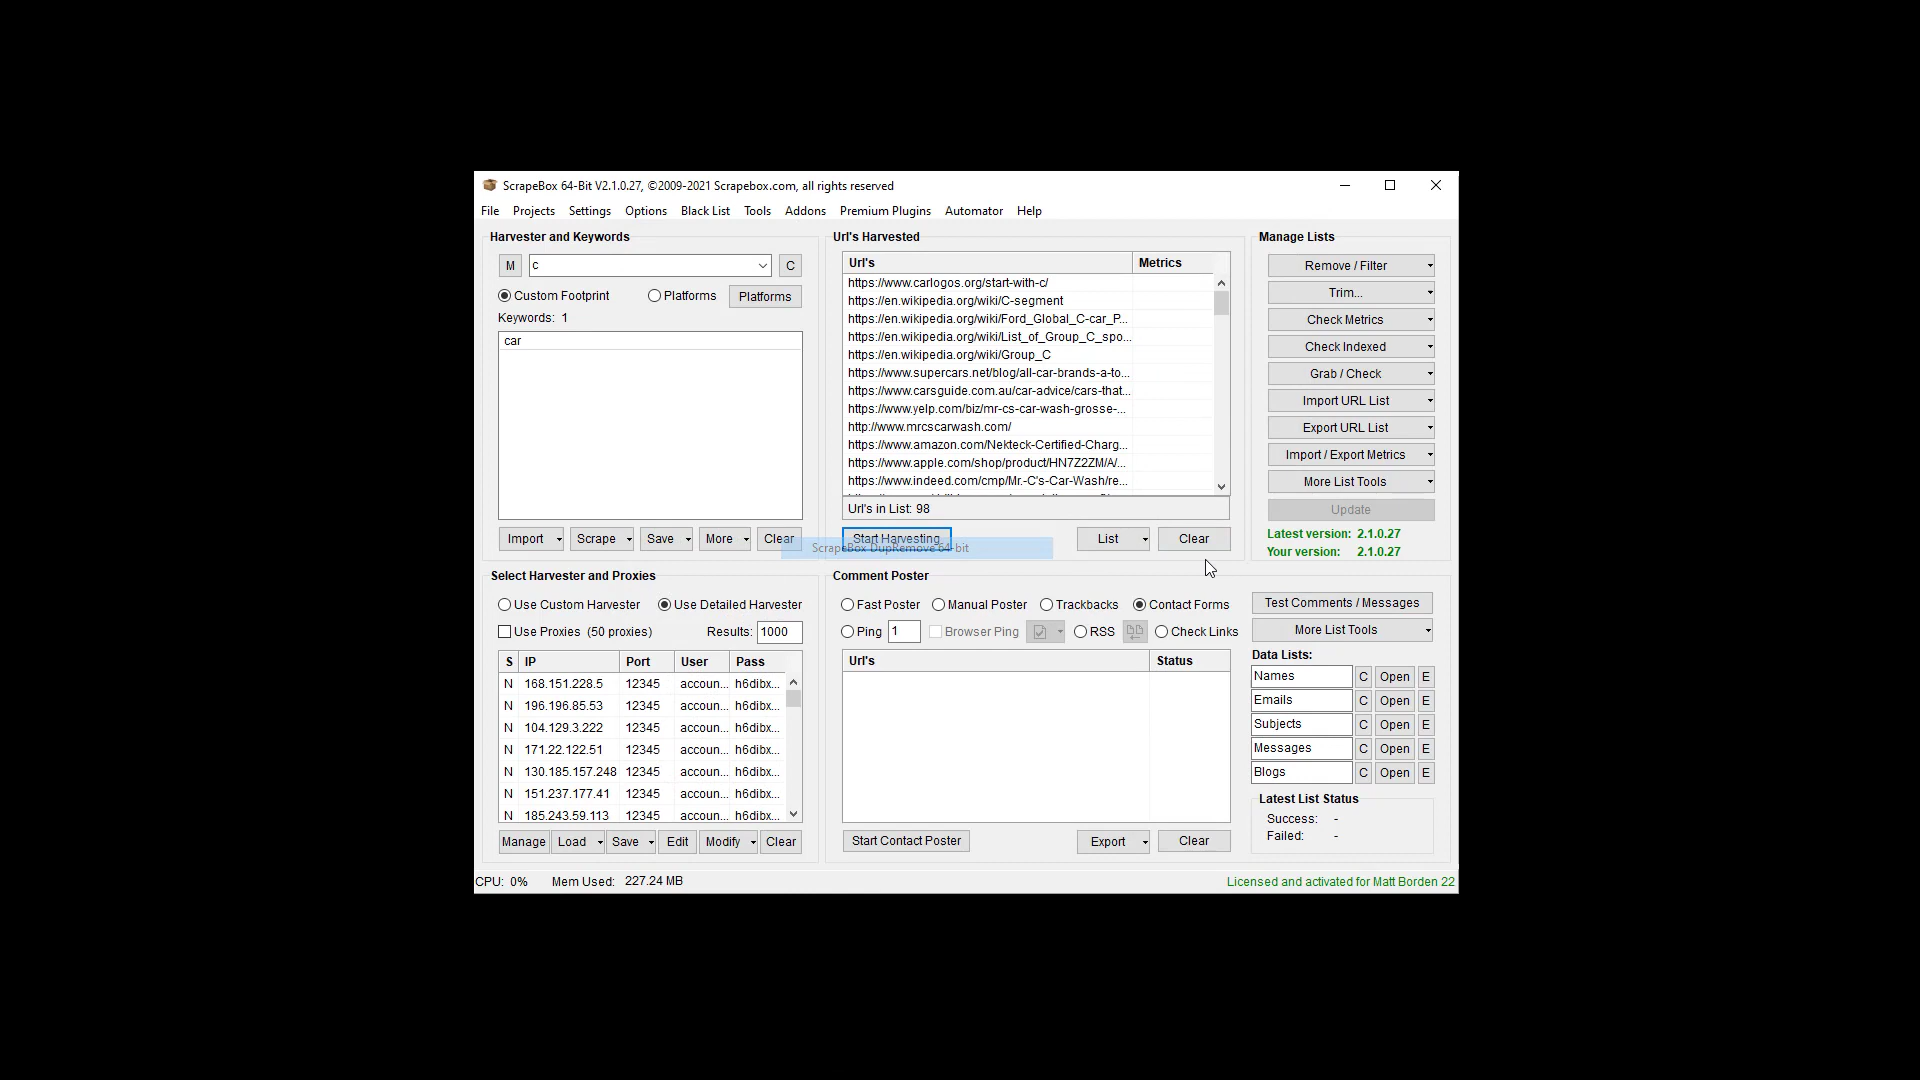 ScrapeBox 64-Bit V2.1.0.27, ©2009-2021 Scrapebox.com, all rights reserved
File Projects Settings Options Black List Tools Addons Premium Plugins Automator Help
Harvester and Keywords
M c C
Custom Footprint Platforms Platforms
Keywords: 1
car
Import Scrape Save More Clear
Url's Harvested
Url's Metrics
https://www.carlogos.org/start-with-c/
https://en.wikipedia.org/wiki/C-segment
https://en.wikipedia.org/wiki/Ford_Global_C-car_P...
https://en.wikipedia.org/wiki/List_of_Group_C_spo...
https://en.wikipedia.org/wiki/Group_C
https://www.supercars.net/blog/all-car-brands-a-to...
https://www.carsguide.com.au/car-advice/cars-that...
https://www.yelp.com/biz/mr-cs-car-wash-grosse-...
http://www.mrcscarwash.com/
https://www.amazon.com/Nekteck-Certified-Charg...
https://www.apple.com/shop/product/HN7Z2ZM/A/...
https://www.indeed.com/cmp/Mr.-C's-Car-Wash/re...
Url's in List: 98
Start Harvesting List Clear
ScrapeBox DupRemove 64-bit
Manage Lists
Remove / Filter
Trim...
Check Metrics
Check Indexed
Grab / Check
Import URL List
Export URL List
Import / Export Metrics
More List Tools
Update
Latest version: 2.1.0.27
Your version: 2.1.0.27
Select Harvester and Proxies
Use Custom Harvester Use Detailed Harvester
Use Proxies (50 proxies) Results: 1000
S IP Port User Pass
N 168.151.228.5 12345 accoun... h6dibx...
N 196.196.85.53 12345 accoun... h6dibx...
N 104.129.3.222 12345 accoun... h6dibx...
N 171.22.122.51 12345 accoun... h6dibx...
N 130.185.157.248 12345 accoun... h6dibx...
N 151.237.177.41 12345 accoun... h6dibx...
N 185.243.59.113 12345 accoun... h6dibx...
Manage Load Save Edit Modify Clear
Comment Poster
Fast Poster Manual Poster Trackbacks Contact Forms
Ping 1 Browser Ping RSS Check Links
Url's Status
Start Contact Poster Export Clear
Test Comments / Messages
More List Tools
Data Lists:
Names C Open E
Emails C Open E
Subjects C Open E
Messages C Open E
Blogs C Open E
Latest List Status
Success: -
Failed: -
CPU: 0% Mem Used: 227.24 MB
Licensed and activated for Matt Borden 22